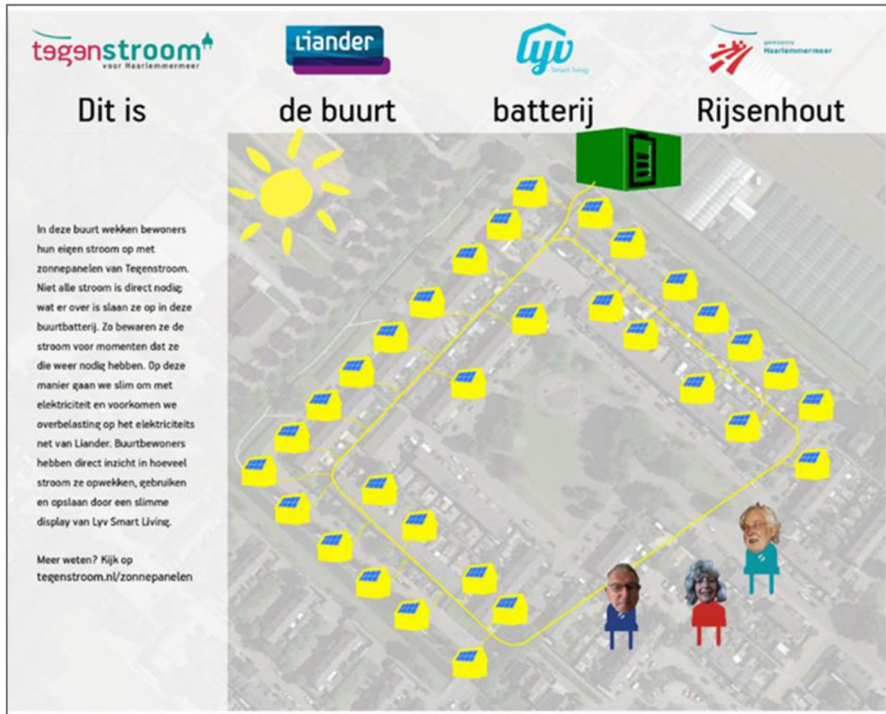 tegenstroom
voor Haarlemmermeer
Liander
Lyv
Smart living
gemeente
Haarlemmermeer
Dit is de buurt batterij Rijsenhout
In deze buurt wekken bewoners
hun eigen stroom op met
zonnepanelen van Tegenstroom.
Niet alle stroom is direct nodig;
wat er over is slaan ze op in deze
buurtbatterij. Zo bewaren ze de
stroom voor momenten dat ze
die weer nodig hebben. Op deze
manier gaan we slim om met
elektriciteit en voorkomen we
overbelasting op het elektriciteits
net van Liander. Buurtbewoners
hebben direct inzicht in hoeveel
stroom ze opwekken, gebruiken
en opslaan door een slimme
display van Lyv Smart Living.
Meer weten? Kijk op
tegenstroom.nl/zonnepanelen